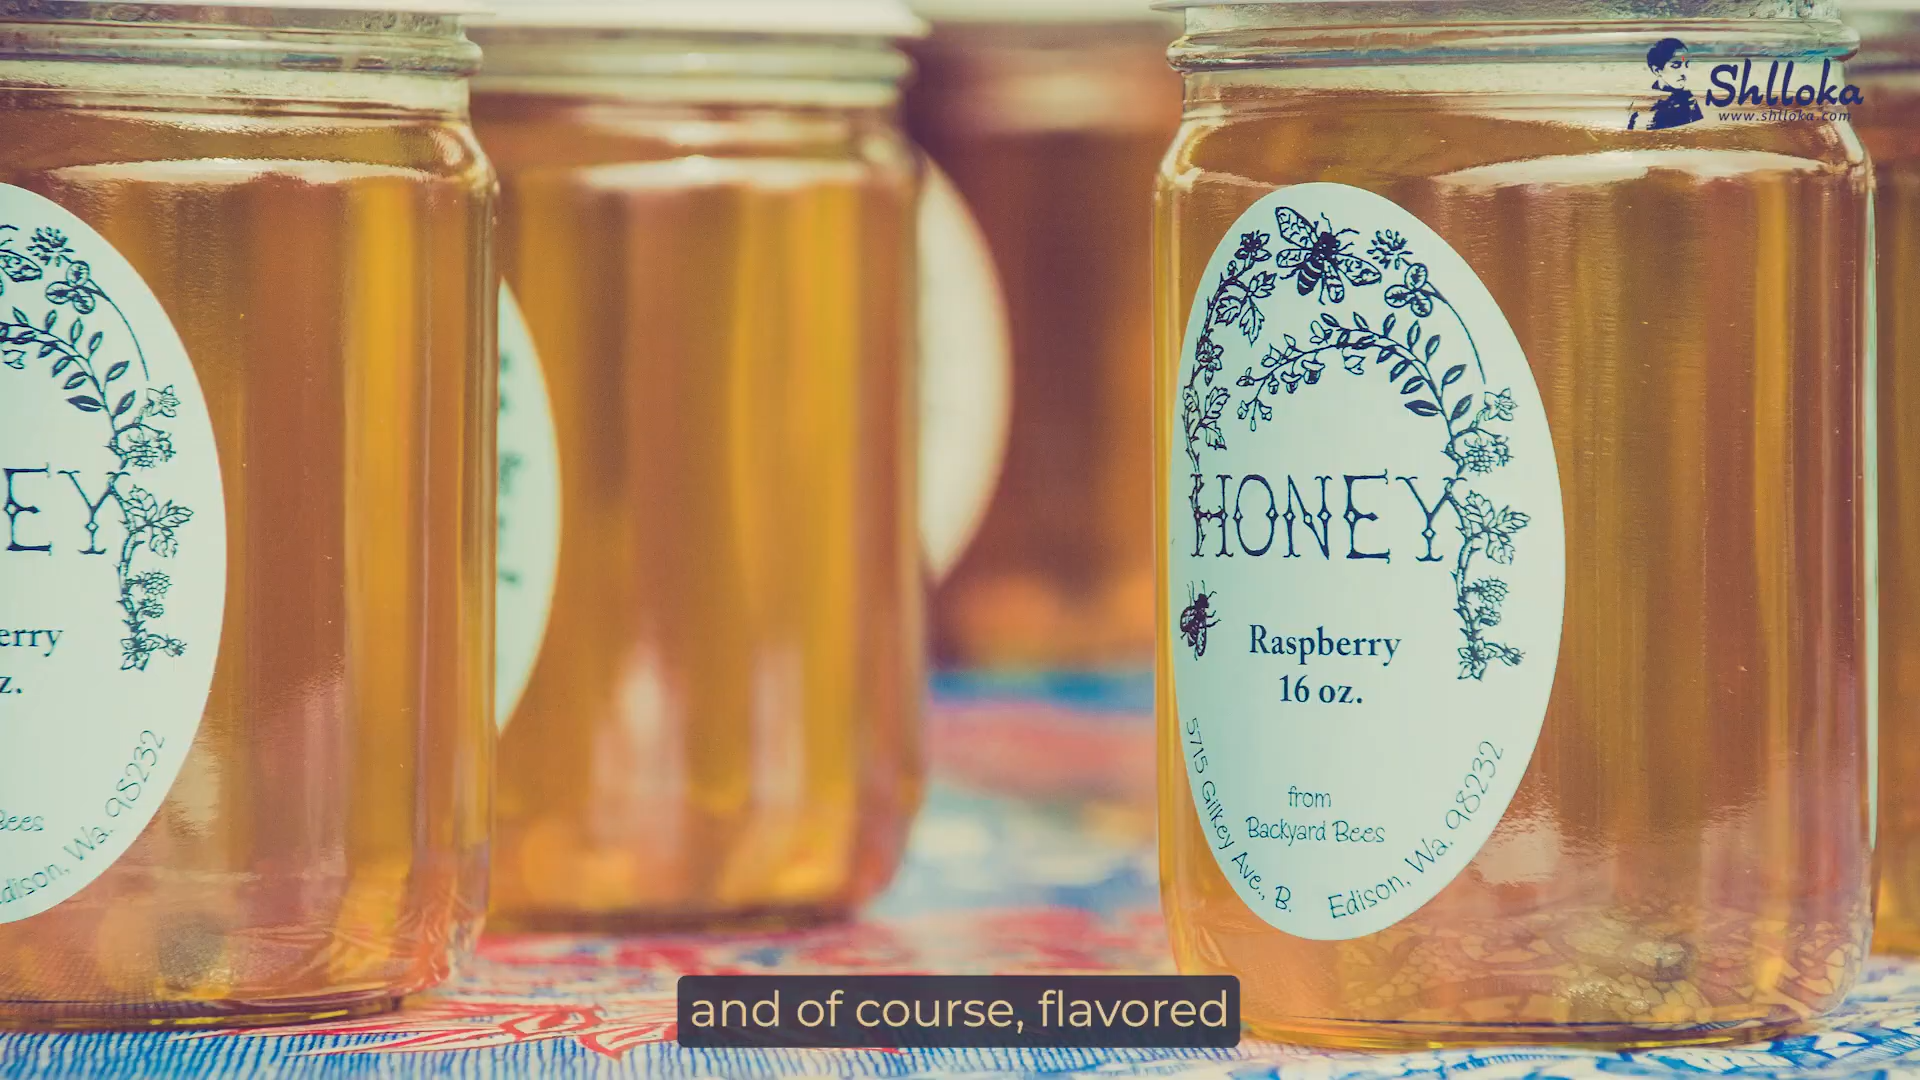 Shlloka
www.shlloka.com
EY
erry
z.
Bees
Edison, Wa. 98232
HONEY
Raspberry
16 oz.
from
Backyard Bees
5715 Gilkey Ave., B. Edison, Wa. 98232
and of course, flavored